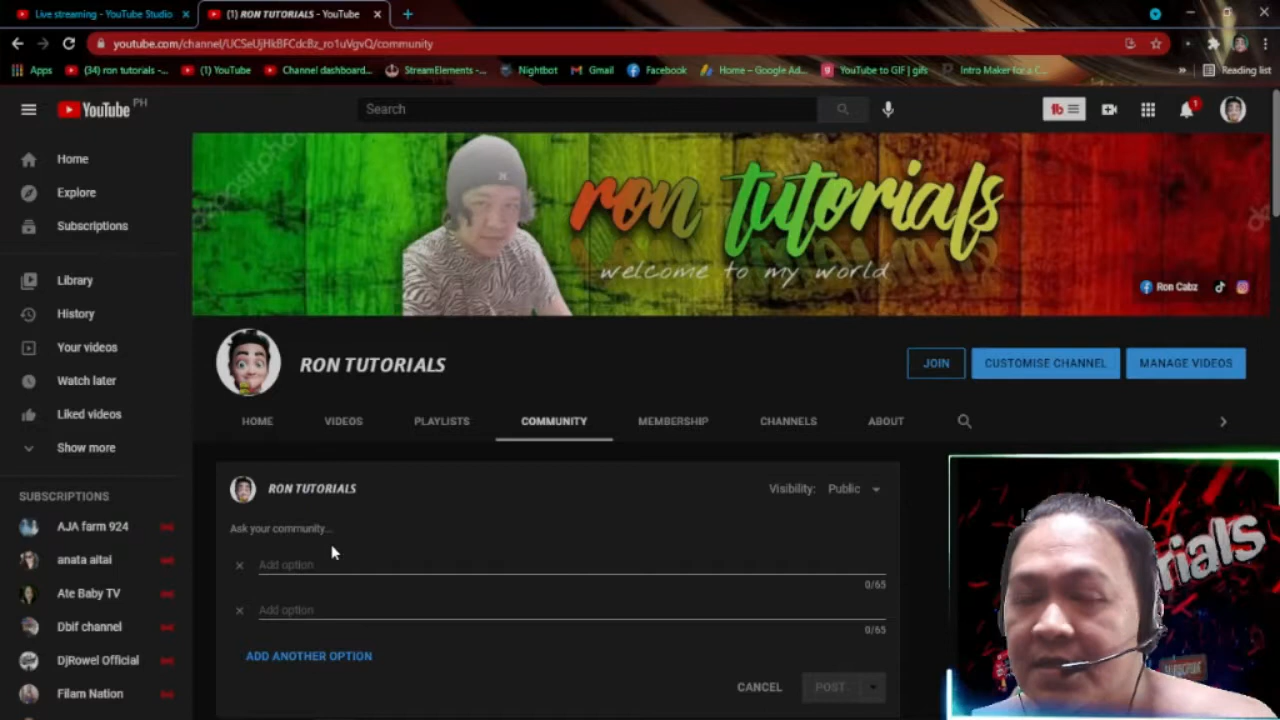 Live streaming - YouTube Studio
(1) RON TUTORIALS - YouTube
youtube.com/channel/UCSeUjHkBFCdcBz_ro1uVgvQ/community
Apps
(34) ron tutorials -...
(1) YouTube
Channel dashboard...
StreamElements -...
Nightbot
Gmail
Facebook
Home – Google Ad...
YouTube to GIF | gifs
Intro Maker for a C...
Reading list
YouTube PH
Search
1
Home
Explore
Subscriptions
Library
History
Your videos
Watch later
Liked videos
Show more
SUBSCRIPTIONS
AJA farm 924
anata aital
Ate Baby TV
Dbif channel
DjRowel Official
Filam Nation
ron tutorials
welcome to my world
Ron Cabz
RON TUTORIALS
JOIN
CUSTOMISE CHANNEL
MANAGE VIDEOS
HOME
VIDEOS
PLAYLISTS
COMMUNITY
MEMBERSHIP
CHANNELS
ABOUT
RON TUTORIALS
Visibility: Public
Ask your community...
Add option
0/65
Add option
0/65
ADD ANOTHER OPTION
CANCEL
POST
rials